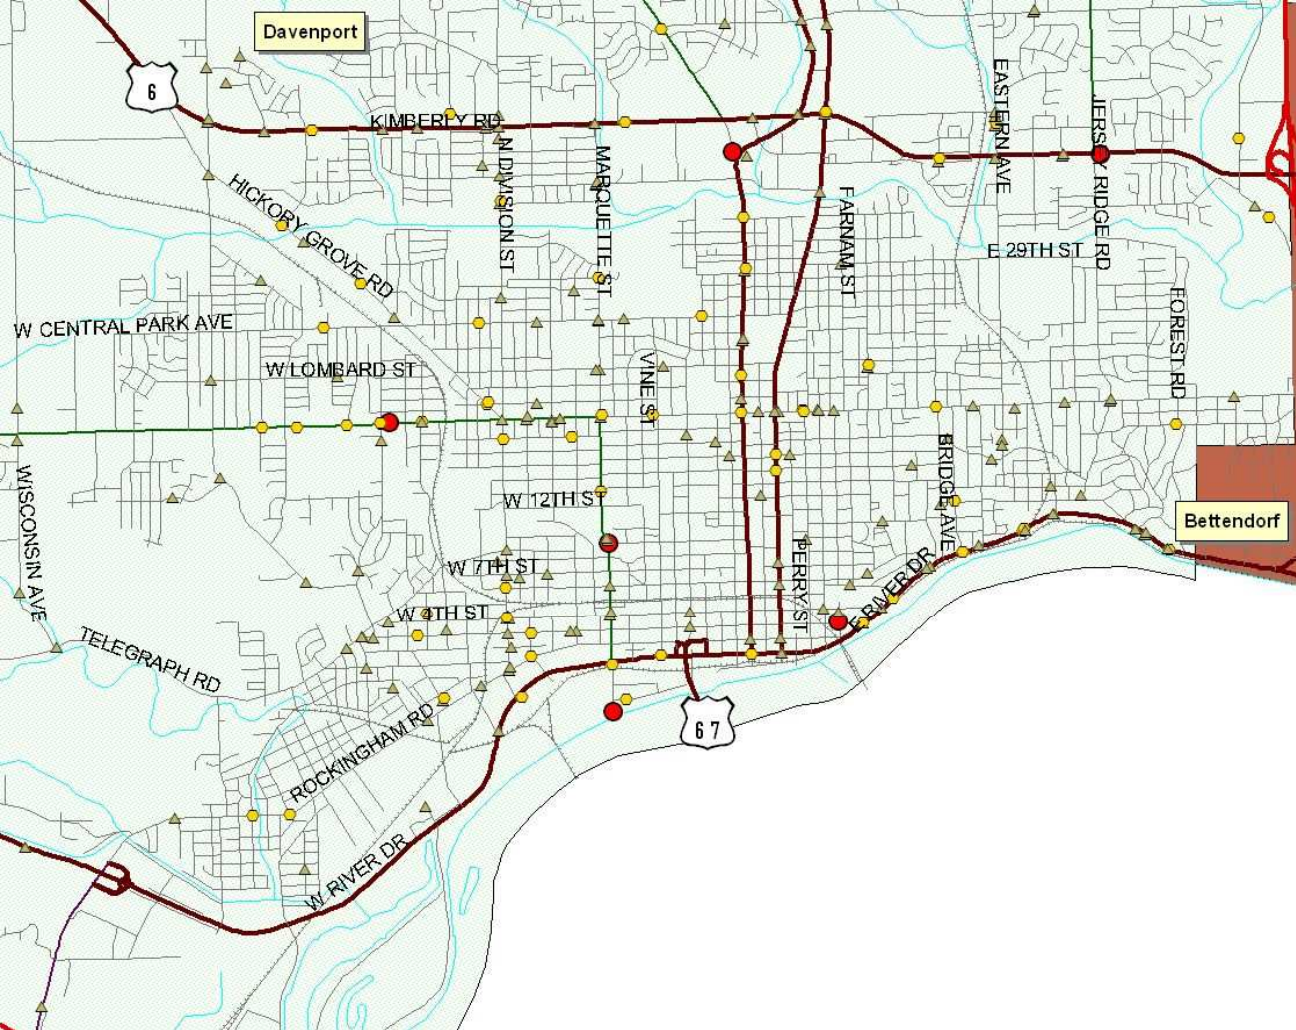 Davenport
6
KIMBERLY RD
EASTERN AVE
JERSEY RIDGE RD
N DIVISION ST
MARQUETTE ST
HICKORY GROVE RD
FARNAM ST
E 29TH ST
W CENTRAL PARK AVE
FOREST RD
W LOMBARD ST
VINE ST
BRIDGE AVE
WISCONSIN AVE
W 12TH ST
Bettendorf
W 7TH ST
PERRY ST
E RIVER DR
W 4TH ST
TELEGRAPH RD
67
ROCKINGHAM RD
W RIVER DR